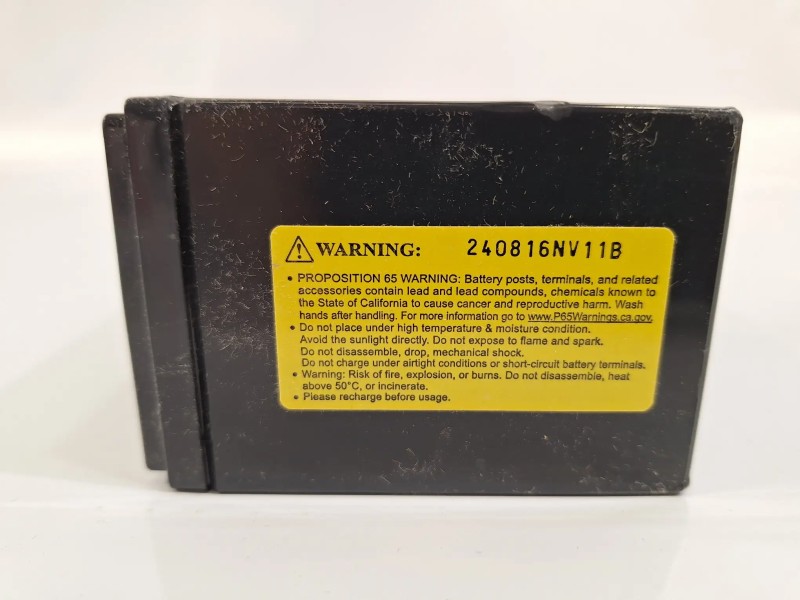 WARNING: 240816NV11B
• PROPOSITION 65 WARNING: Battery posts, terminals, and related
accessories contain lead and lead compounds, chemicals known to
the State of California to cause cancer and reproductive harm. Wash
hands after handling. For more information go to www.P65Warnings.ca.gov.
• Do not place under high temperature & moisture condition.
Avoid the sunlight directly. Do not expose to flame and spark.
Do not disassemble, drop, mechanical shock.
Do not charge under airtight conditions or short-circuit battery terminals.
• Warning: Risk of fire, explosion, or burns. Do not disassemble, heat
above 50°C, or incinerate.
• Please recharge before usage.